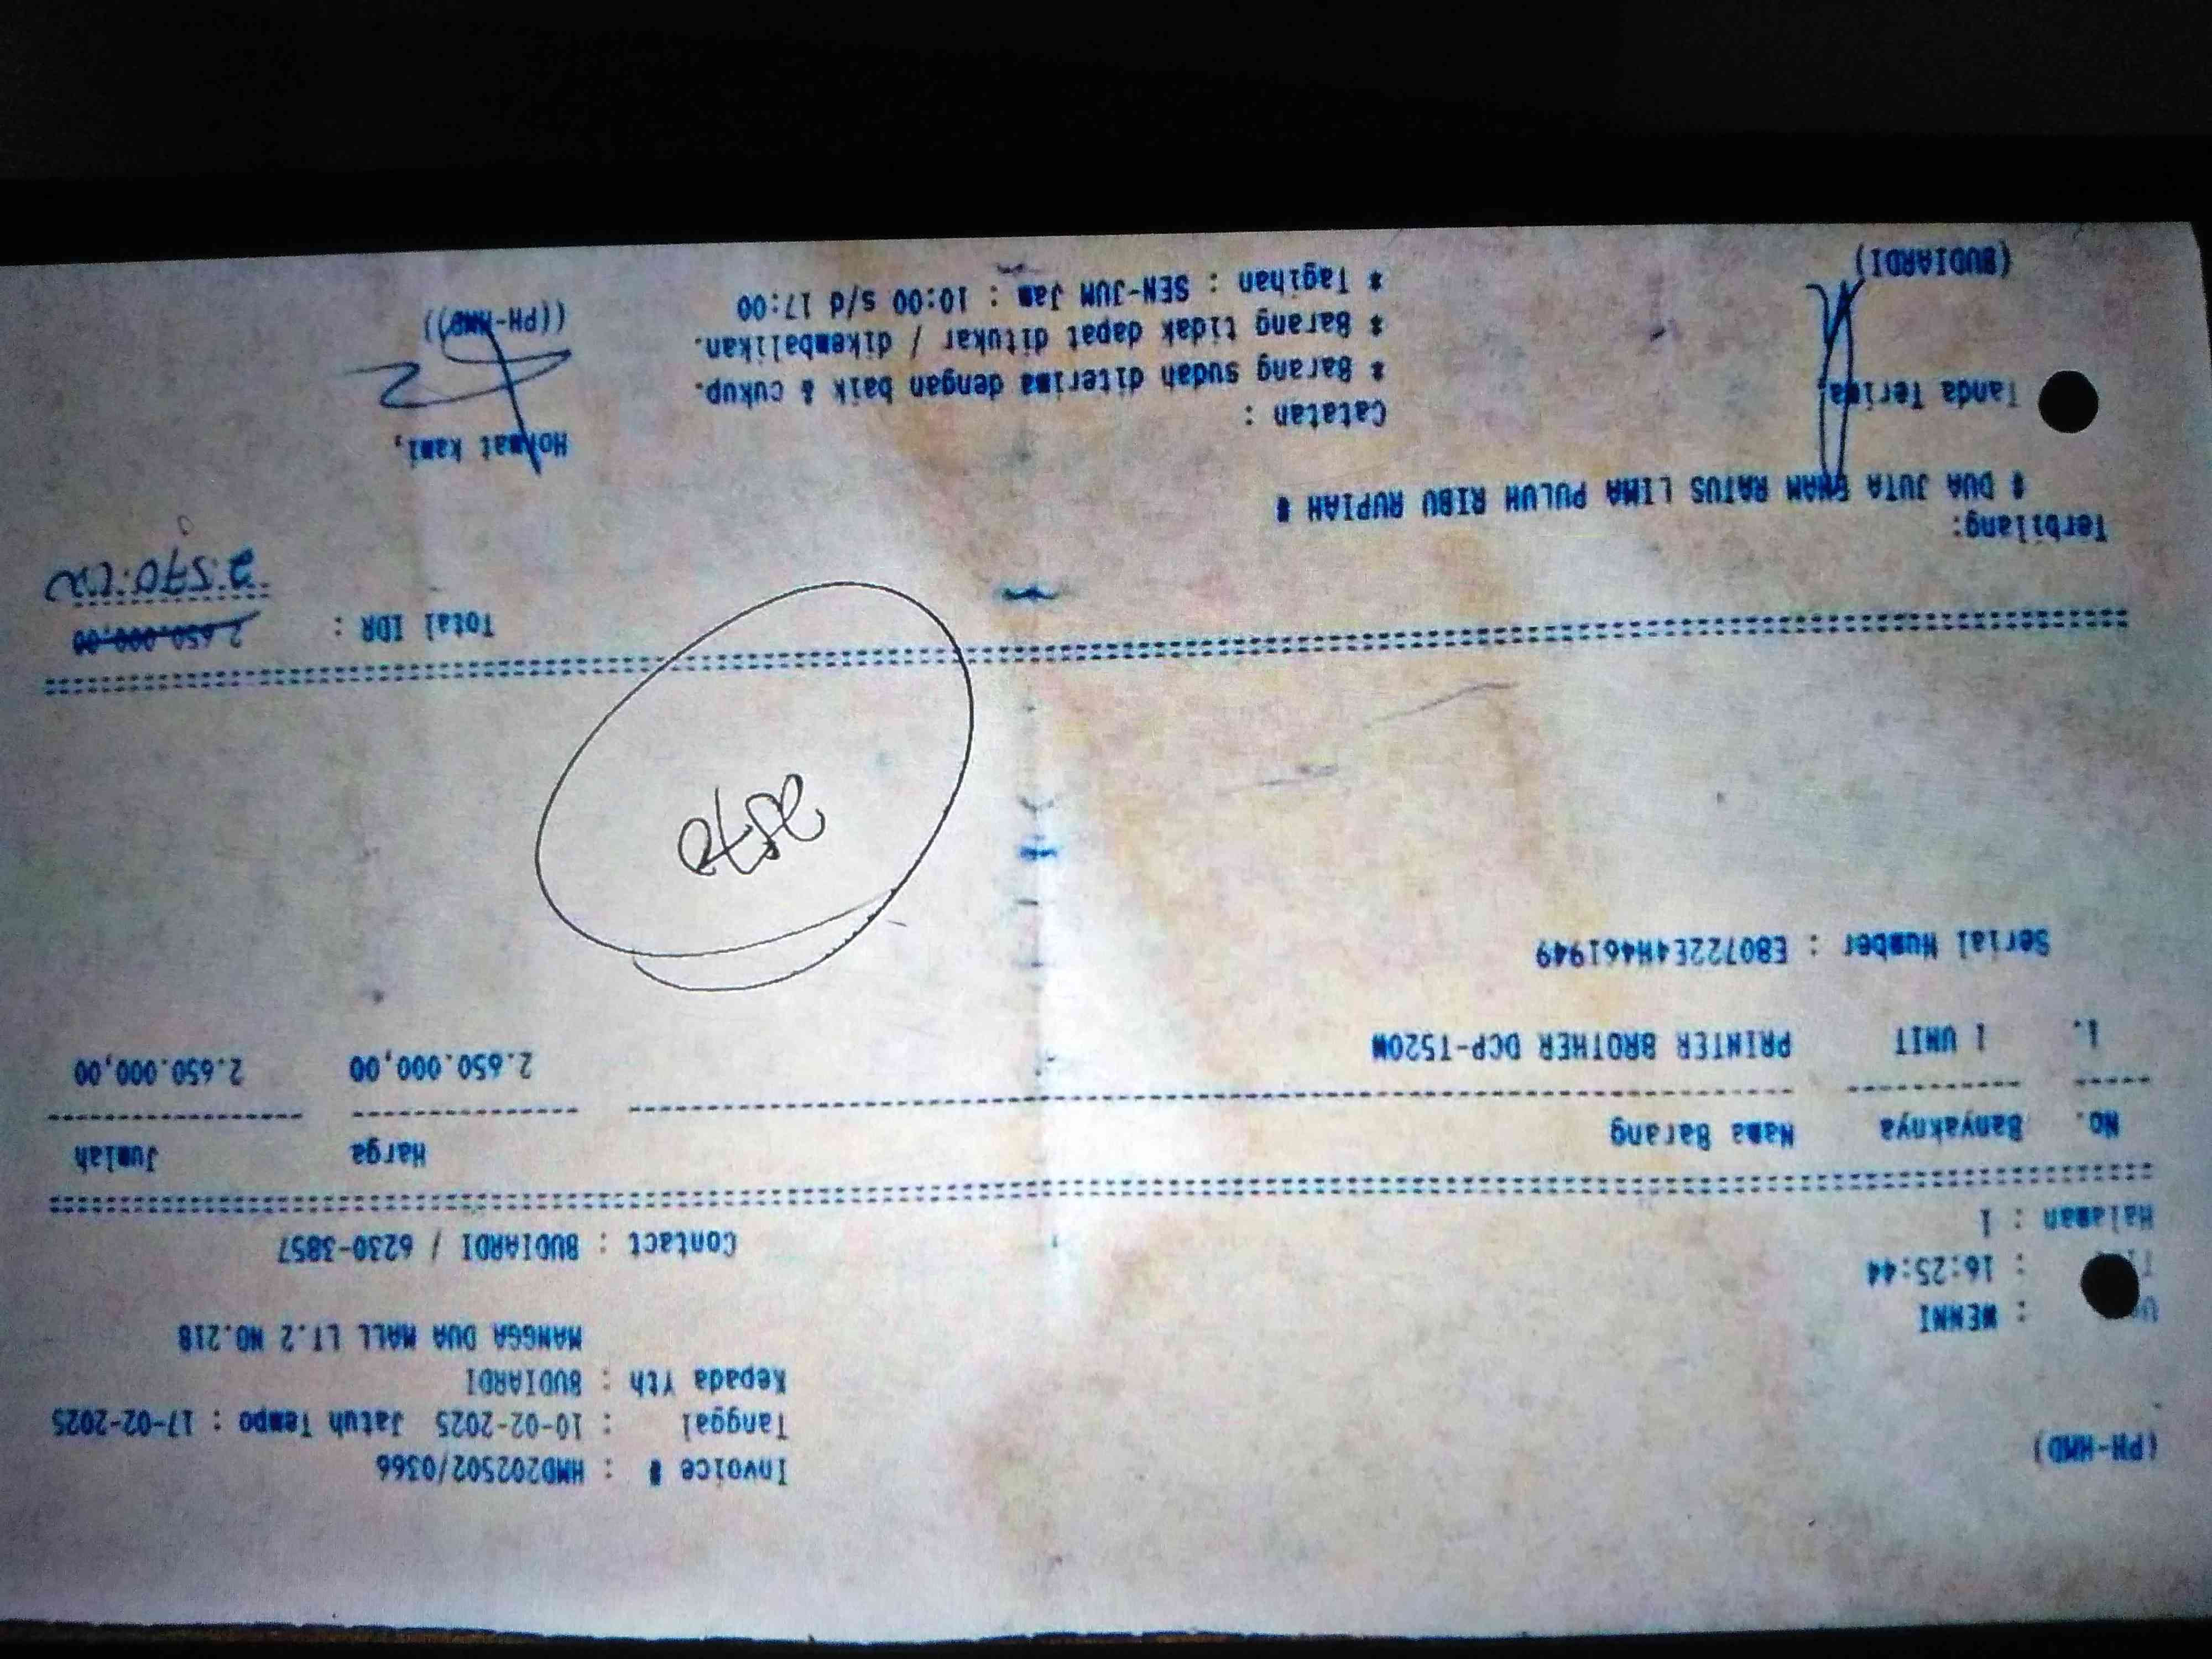 (PH-HMD)
Invoice # : HMD202502/0366
Tanggal : 10-02-2025 Jatuh Tempo : 17-02-2025
Kepada Yth : BUDIARDI
MANGGA DUA MALL LT.2 NO.218
: WENNI
: 16:25:44
Halaman : 1
Contact : BUDIARDI / 6230-3857
No. Banyaknya Nama Barang Harga Jumlah
1. 1 UNIT PRINTER BROTHER DCP-T520W 2.650.000,00 2.650.000,00
Serial Number : E80722E4H461949
Total IDR : 2.650.000,00
2.570.000
Terbilang:
# DUA JUTA ENAM RATUS LIMA PULUH RIBU RUPIAH #
Tanda Terima,
Catatan :
* Barang sudah diterima dengan baik & cukup.
* Barang tidak dapat ditukar / dikembalikan.
* Tagihan : SEN-JUM Jam : 10:00 s/d 17:00
Hormat kami,
(BUDIARDI)
((PH-HMD))